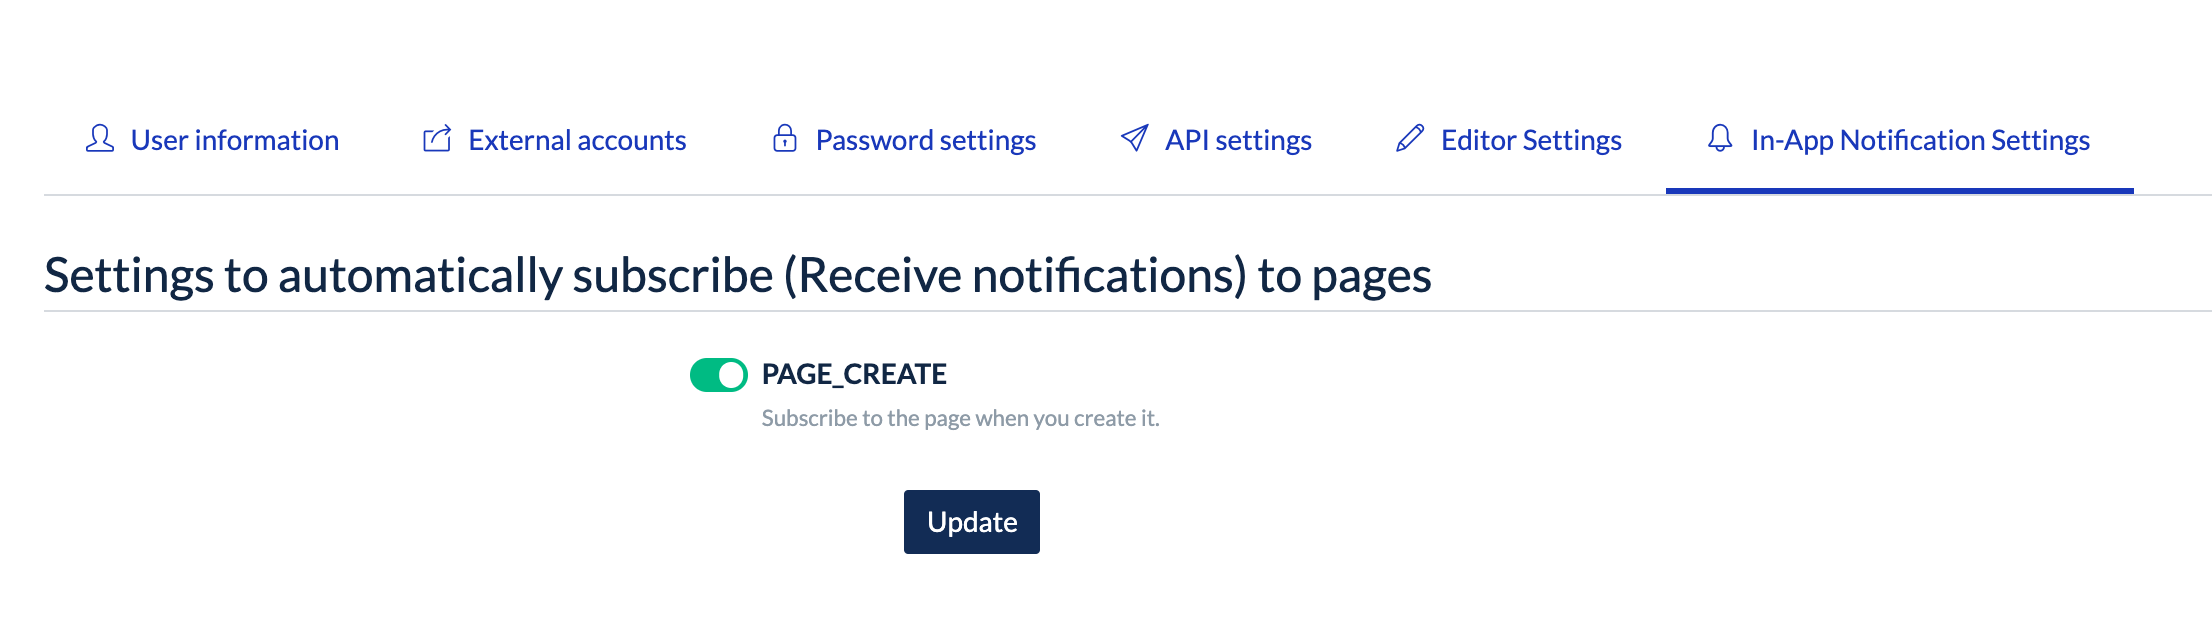 User information
External accounts
Password settings
API settings
Editor Settings
In-App Notification Settings
Settings to automatically subscribe (Receive notifications) to pages
PAGE_CREATE
Subscribe to the page when you create it.
Update